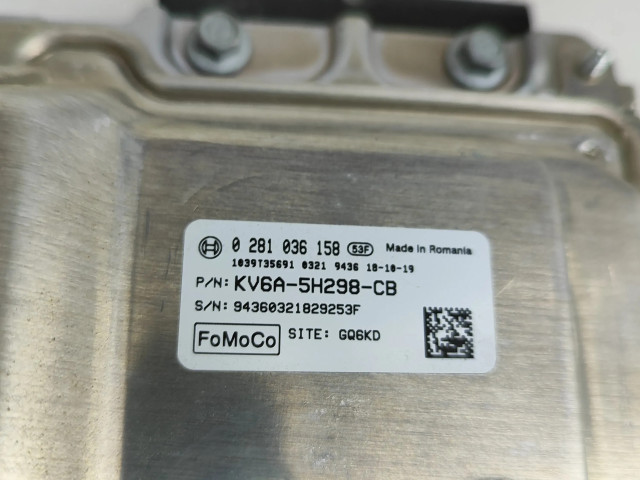 0 281 036 158 53F Made in Romania
1039T35691 0321 9436 18-10-19
P/N: KV6A-5H298-CB
S/N: 94360321829253F
FoMoCo SITE: GQ6KD